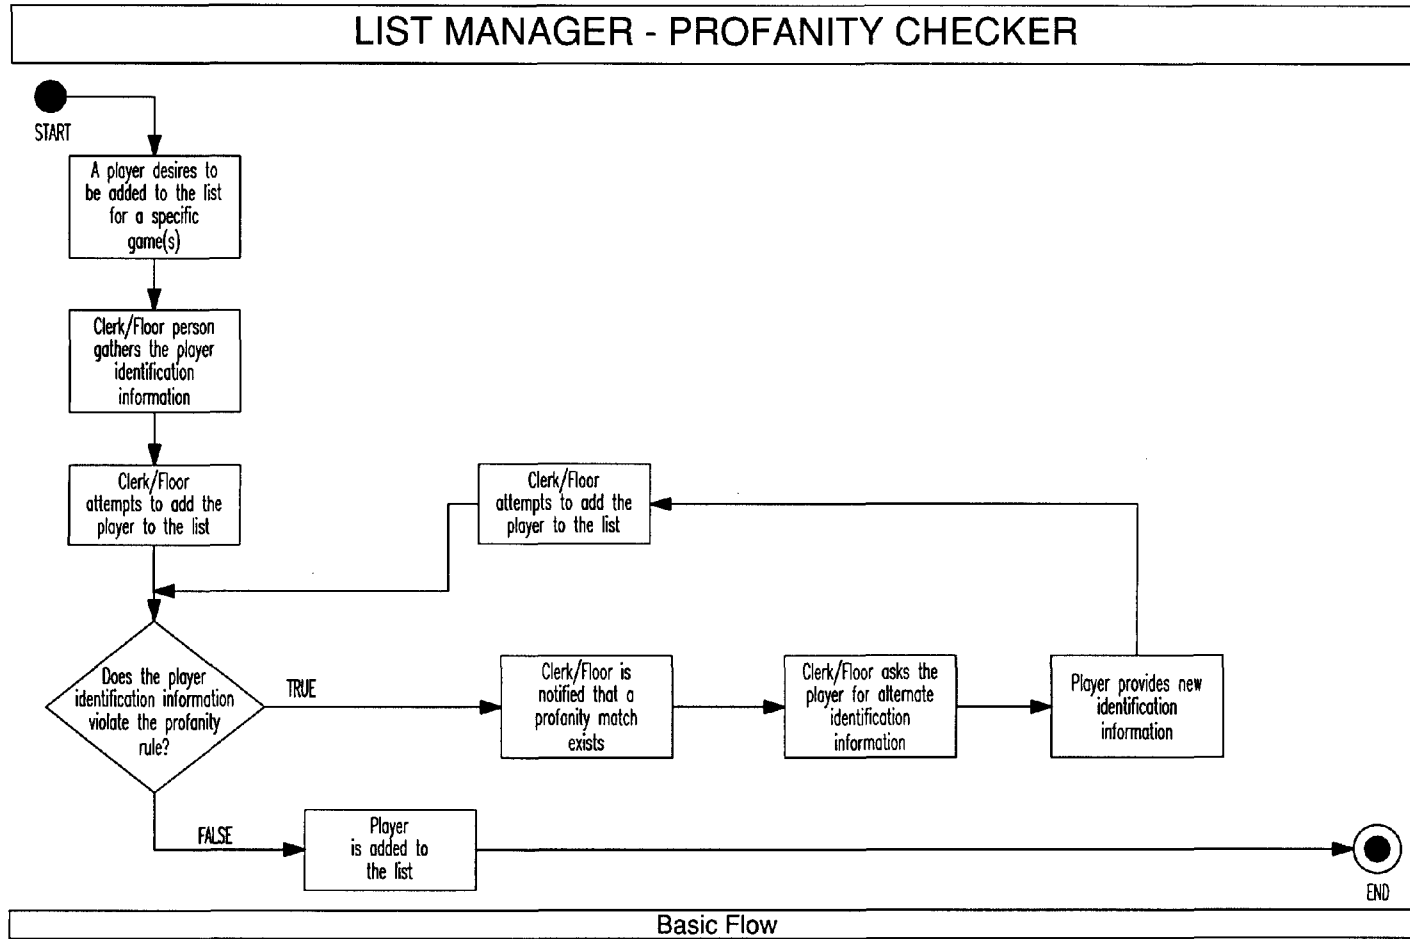 LIST MANAGER - PROFANITY CHECKER
START
A player desires to
be added to the list
for a specific
game(s)
Clerk/Floor person
gathers the player
identification
information
Clerk/Floor
attempts to add the
player to the list
Clerk/Floor
attempts to add the
player to the list
Does the player
identification information
violate the profanity
rule?
TRUE
Clerk/Floor is
notified that a
profanity match
exists
Clerk/Floor asks the
player for alternate
identification
information
Player provides new
identification
information
FALSE
Player
is added to
the list
END
Basic Flow